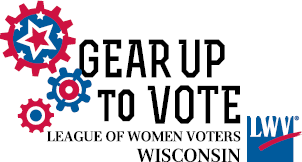 GEAR UP
TO VOTE
LEAGUE OF WOMEN VOTERS
WISCONSIN
LWV®